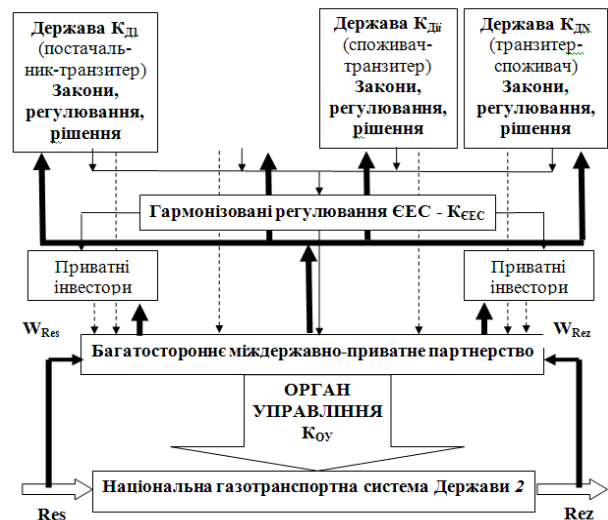 Держава КД1
(постачаль-
ник-транзитер)
Закони,
регулювання,
рішення
Держава КДіі
(споживач-
транзитер)
Закони,
регулювання,
рішення
Держава КДN
(транзитер-
споживач)
Закони,
регулювання,
рішення
Гармонізовані регулювання ЄЕС - КЄЕС
Приватні
інвестори
Приватні
інвестори
WRes
WRez
Багатостороннє міждержавно-приватне партнерство
ОРГАН
УПРАВЛІННЯ
КОУ
Національна газотранспортна система Держави 2
Res
Rez